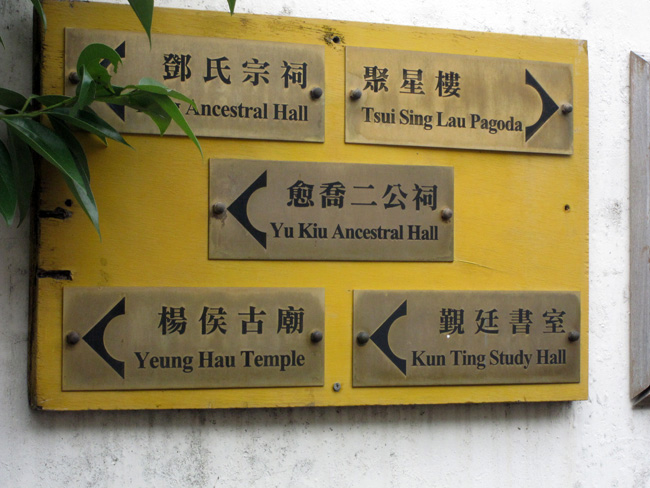 鄧氏宗祠
Ancestral Hall
聚星樓
Tsui Sing Lau Pagoda
愈喬二公祠
Yu Kiu Ancestral Hall
楊侯古廟
Yeung Hau Temple
覲廷書室
Kun Ting Study Hall